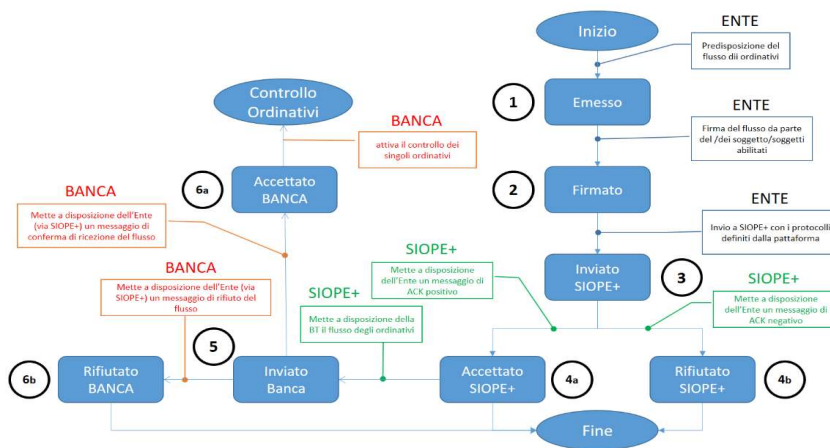 ENTE
Inizio
Predisposizione del
flusso dii ordinativi
1
Emesso
ENTE
Firma del flusso da parte
del /dei soggetto/soggetti
abilitati
Controllo
Ordinativi
BANCA
attiva il controllo dei
singoli ordinativi
6a
Accettato
BANCA
2
Firmato
BANCA
Mette a disposizione dell'Ente
(via SIOPE+) un messaggio di
conferma di ricezione del flusso
ENTE
Invio a SIOPE+ con i protocolli
definiti dalla pattaforma
SIOPE+
Mette a disposizione
dell'Ente un messaggio di
ACK positivo
Inviato
SIOPE+
3
BANCA
Mette a disposizione dell'Ente (via
SIOPE+) un messaggio di rifiuto del
flusso
SIOPE+
Mette a disposizione della
BT il flusso degli ordinativi
SIOPE+
Mette a disposizione
dell'Ente un messaggio di
ACK negativo
5
6b
Rifiutato
BANCA
Inviato
Banca
Accettato
SIOPE+
4a
Rifiutato
SIOPE+
4b
Fine